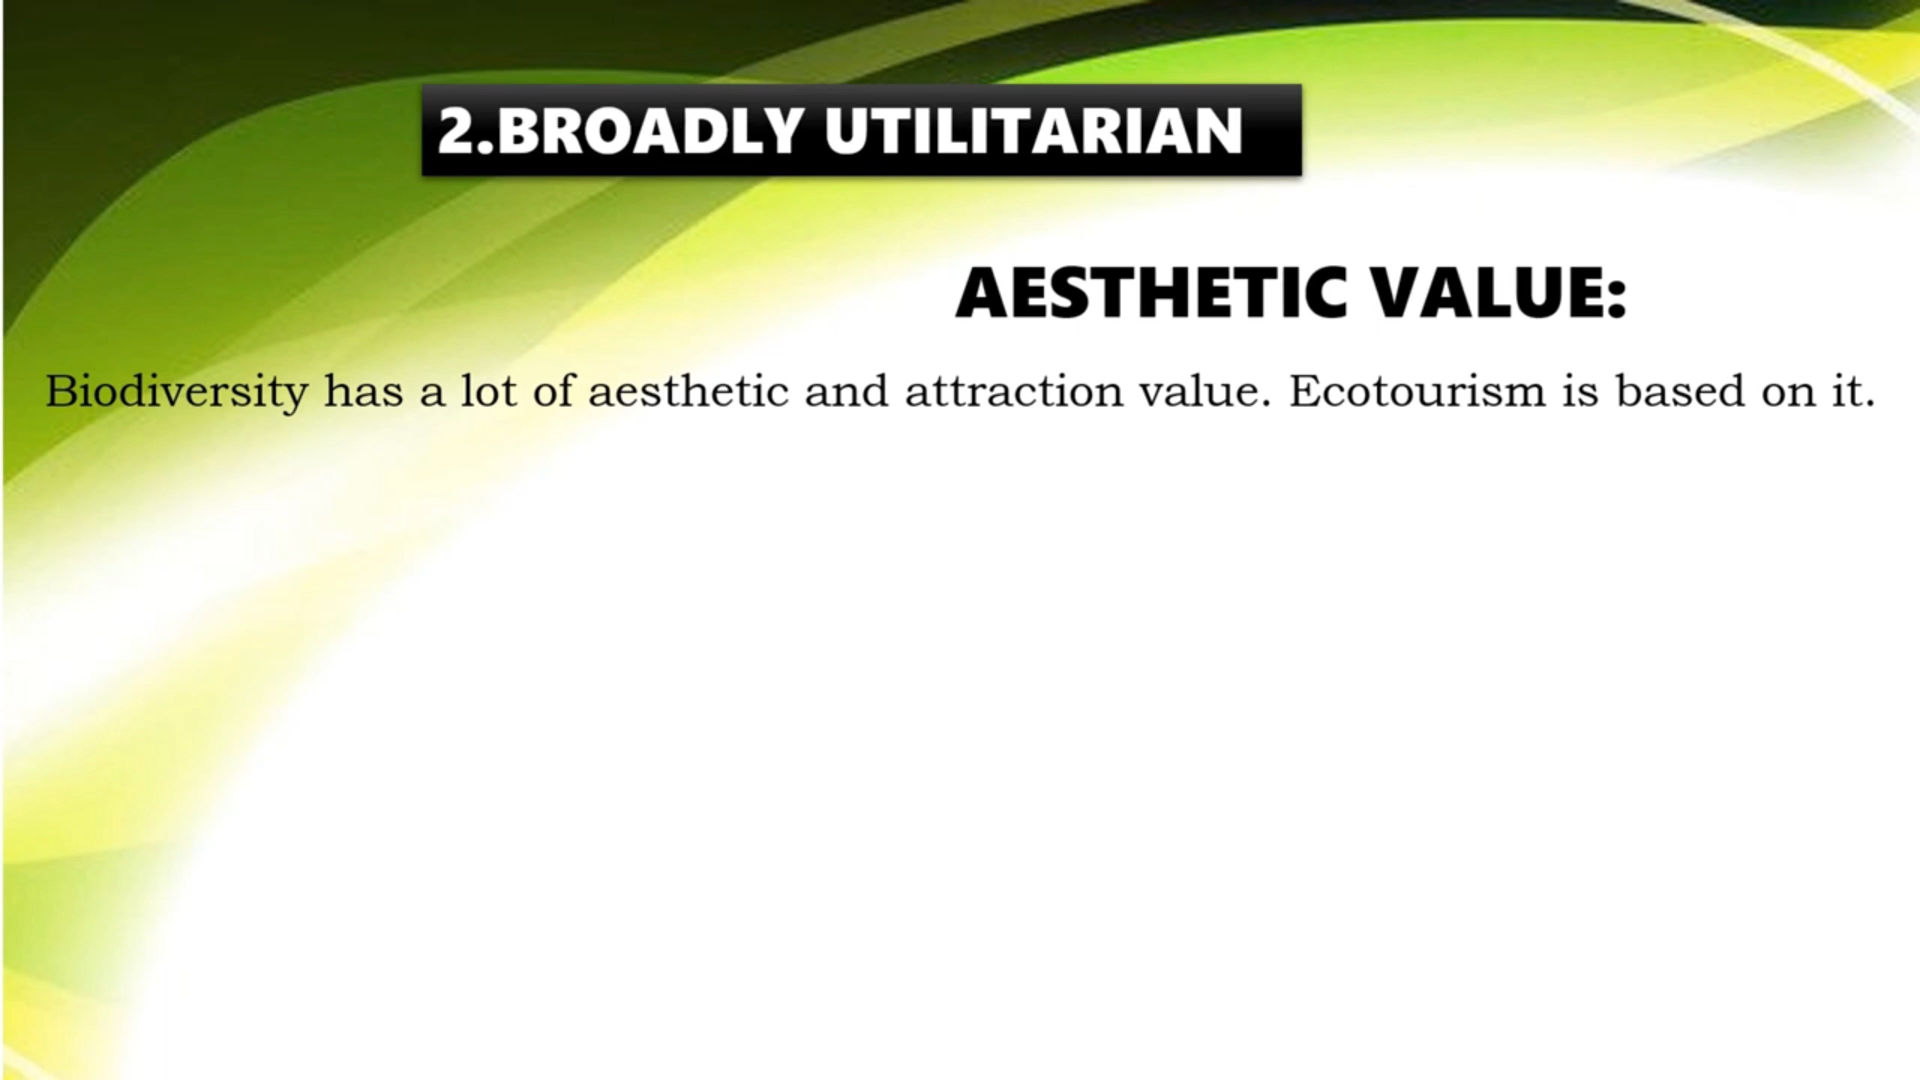 2.BROADLY UTILITARIAN
AESTHETIC VALUE:
Biodiversity has a lot of aesthetic and attraction value. Ecotourism is based on it.